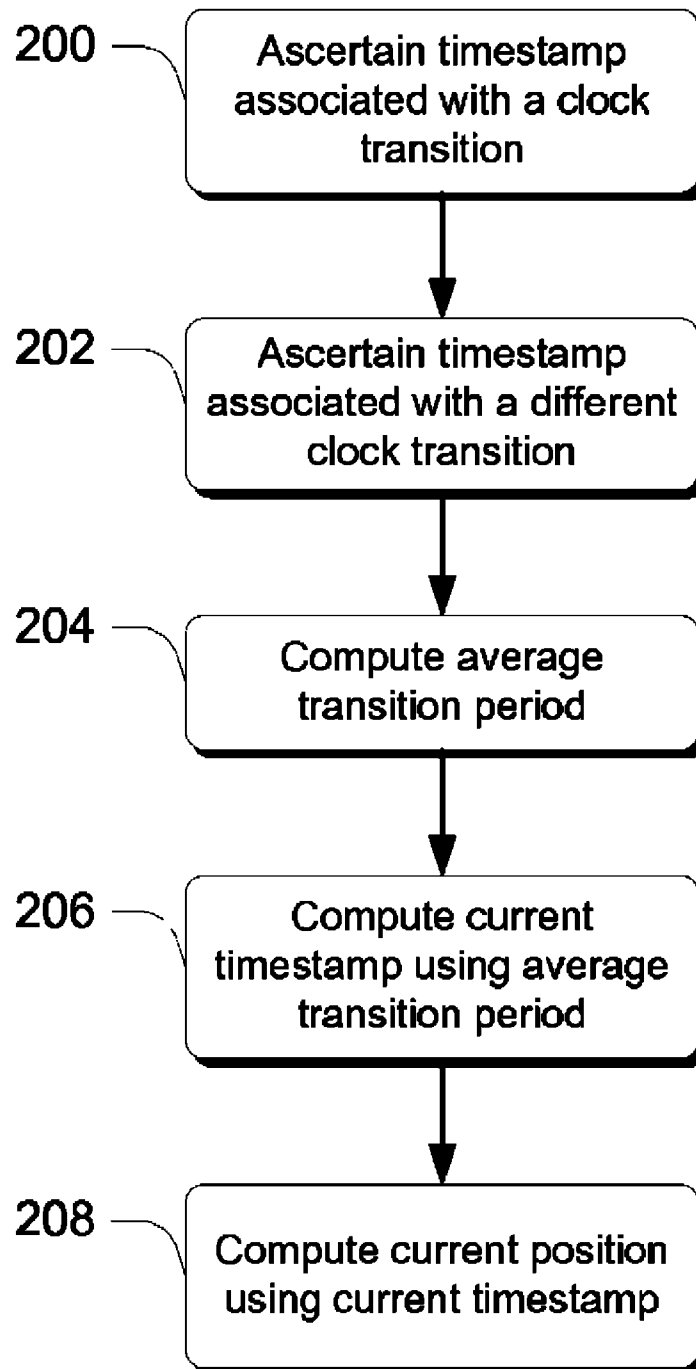 200
Ascertain timestamp
associated with a clock
transition
202
Ascertain timestamp
associated with a different
clock transition
204
Compute average
transition period
206
Compute current
timestamp using average
transition period
208
Compute current position
using current timestamp